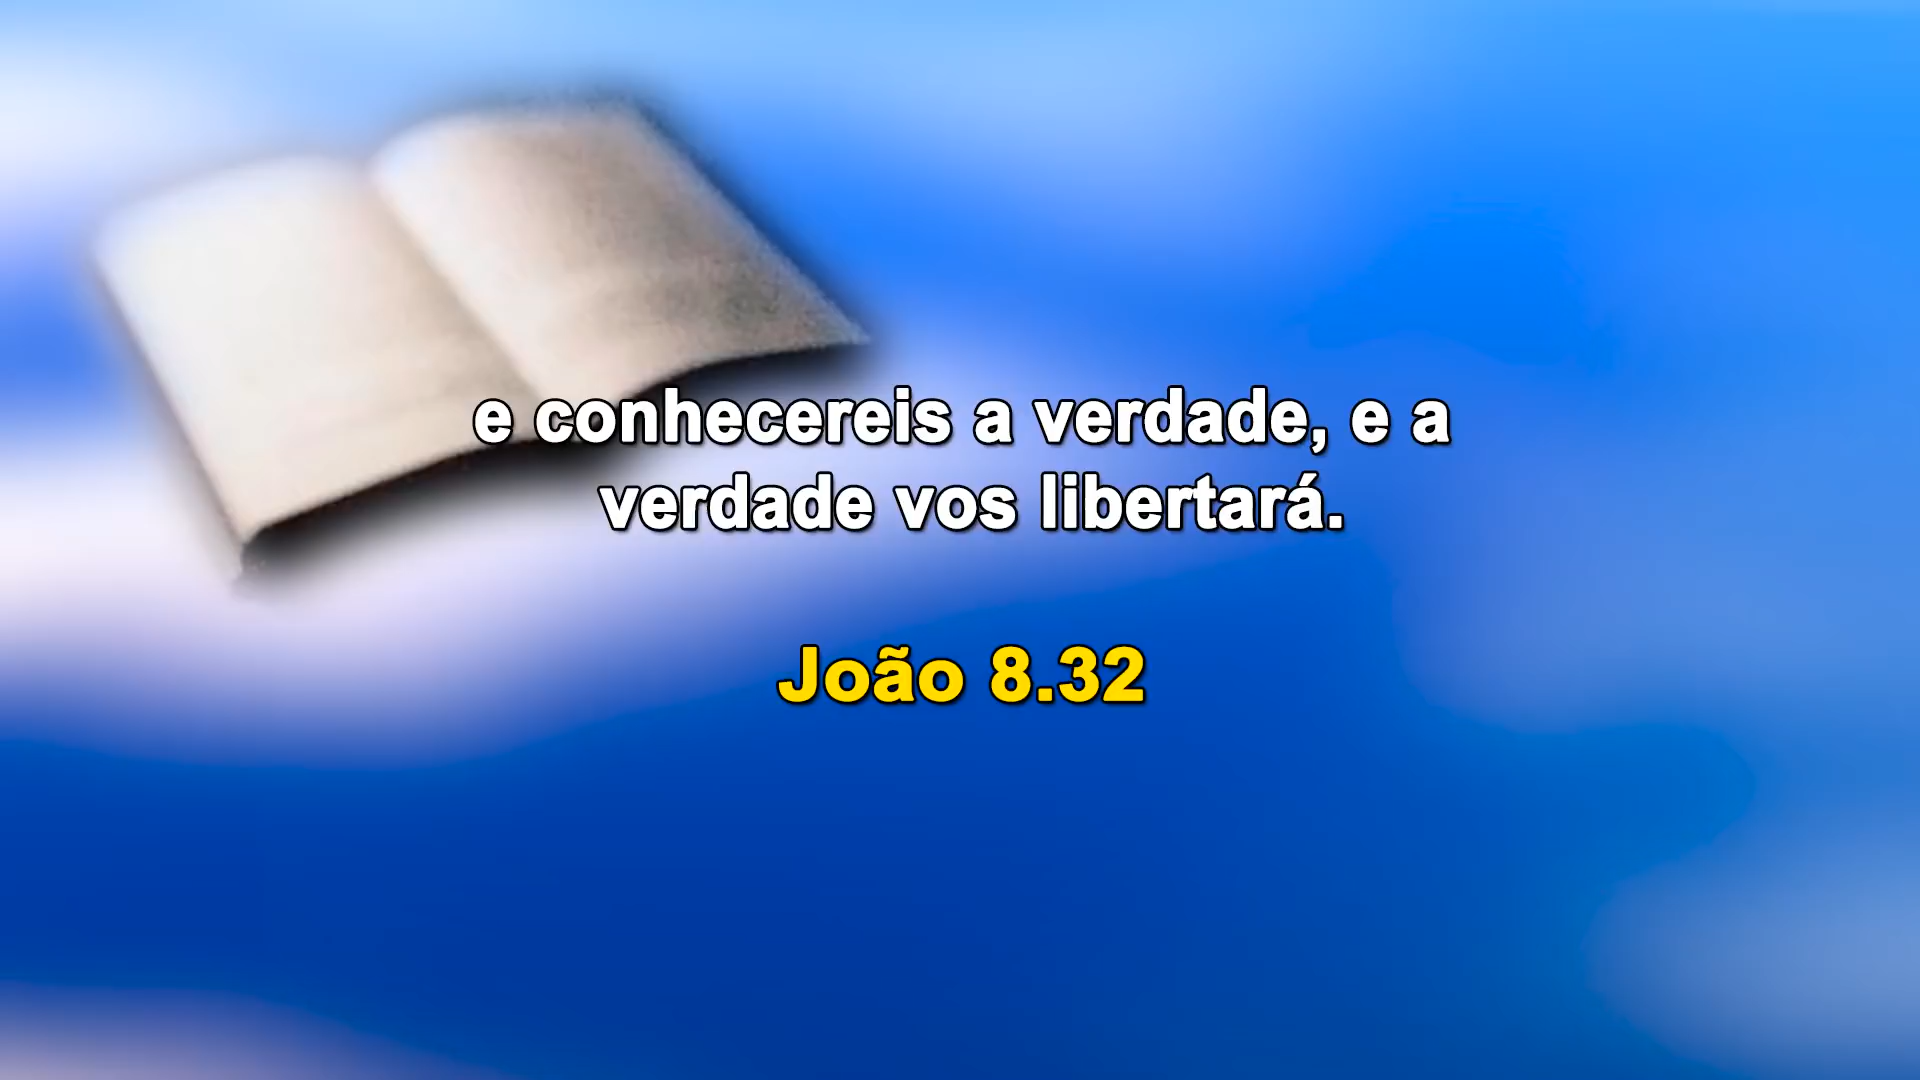 e conhecereis a verdade, e a
verdade vos libertará.
João 8.32